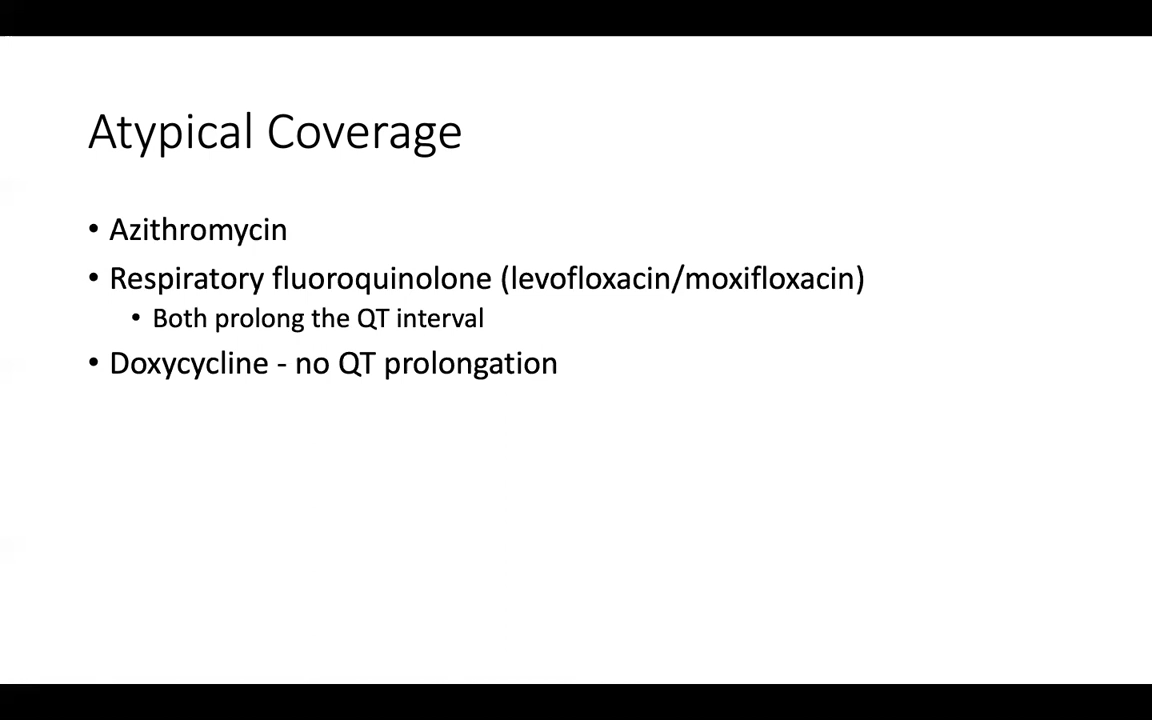 Atypical Coverage
• Azithromycin
• Respiratory fluoroquinolone (levofloxacin/moxifloxacin)
• Both prolong the QT interval
• Doxycycline - no QT prolongation